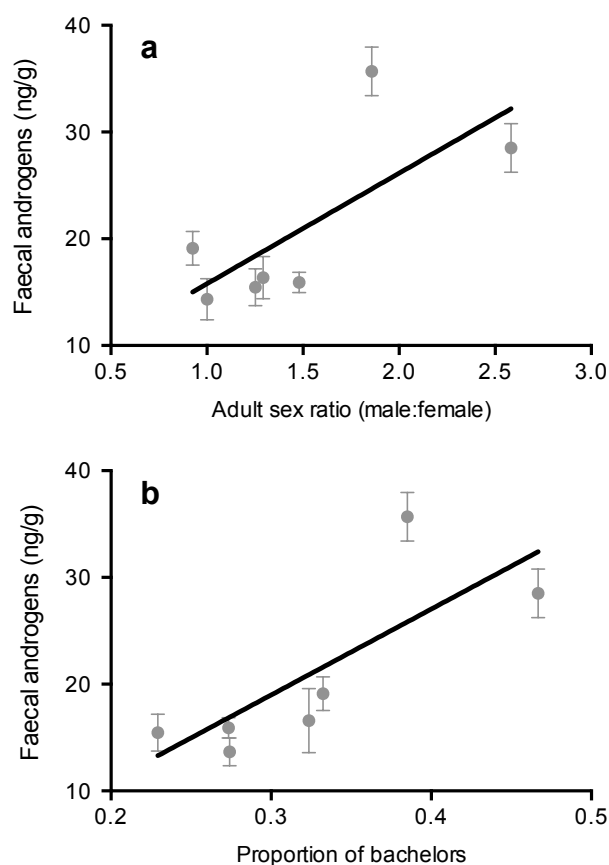 a
Faecal androgens (ng/g)
40
30
20
10
0.5 1.0 1.5 2.0 2.5 3.0
Adult sex ratio (male:female)
b
Faecal androgens (ng/g)
40
30
20
10
0.2 0.3 0.4 0.5
Proportion of bachelors